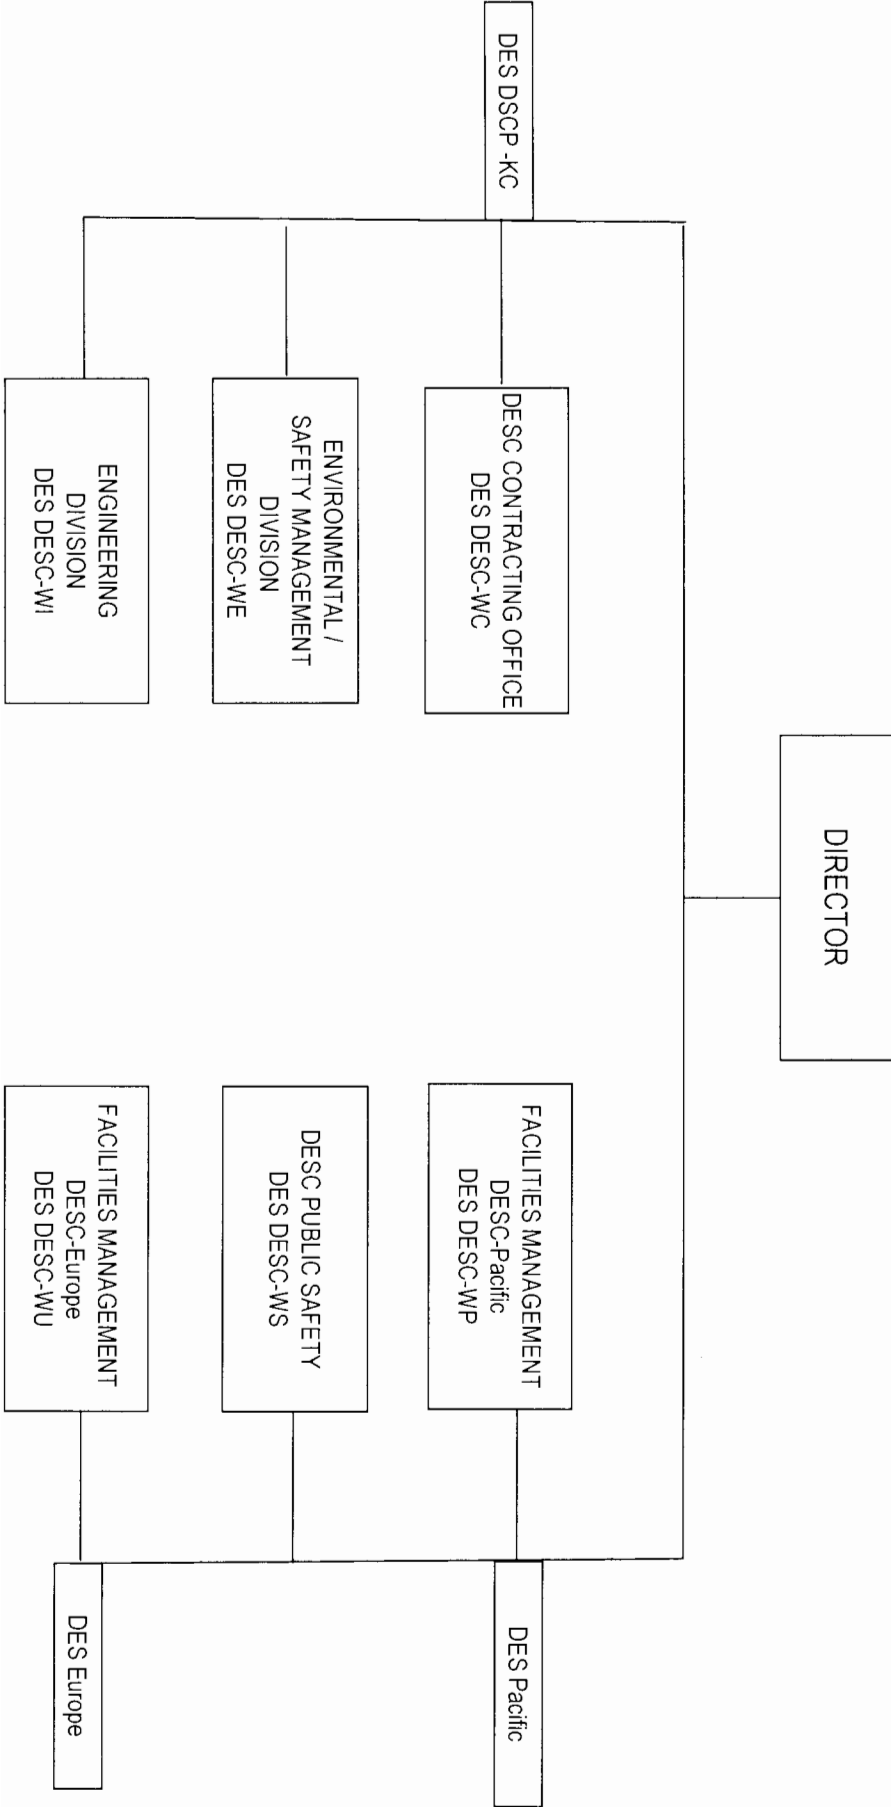 DIRECTOR
DES DSCP -KC
DESC CONTRACTING OFFICE
DES DESC-WC
FACILITIES MANAGEMENT
DESC-Pacific
DES DESC-WP
DES Pacific
ENVIRONMENTAL /
SAFETY MANAGEMENT
DIVISION
DES DESC-WE
DESC PUBLIC SAFETY
DES DESC-WS
ENGINEERING
DIVISION
DES DESC-WI
FACILITIES MANAGEMENT
DESC-Europe
DES DESC-WU
DES Europe